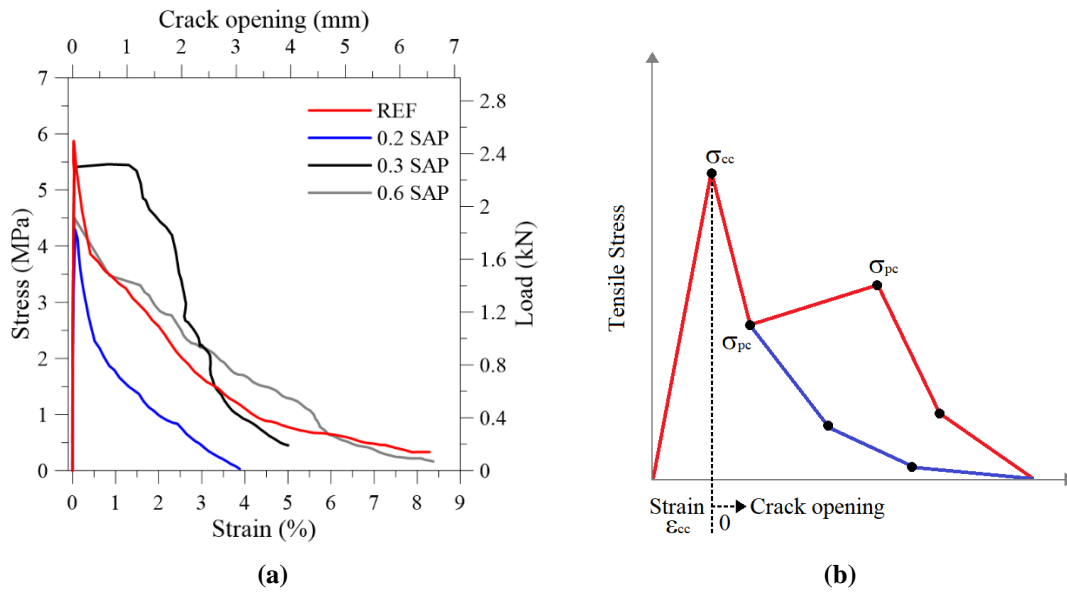 Crack opening (mm)
0 1 2 3 4 5 6 7
7
6
5
4
3
2
1
0
Stress (MPa)
REF
0.2 SAP
0.3 SAP
0.6 SAP
2.8
2.4
2
1.6
1.2
0.8
0.4
0
Load (kN)
0 1 2 3 4 5 6 7 8 9
Strain (%)
(a)
Tensile Stress
σcc
σpc
σpc
Strain
εcc
0
Crack opening
(b)